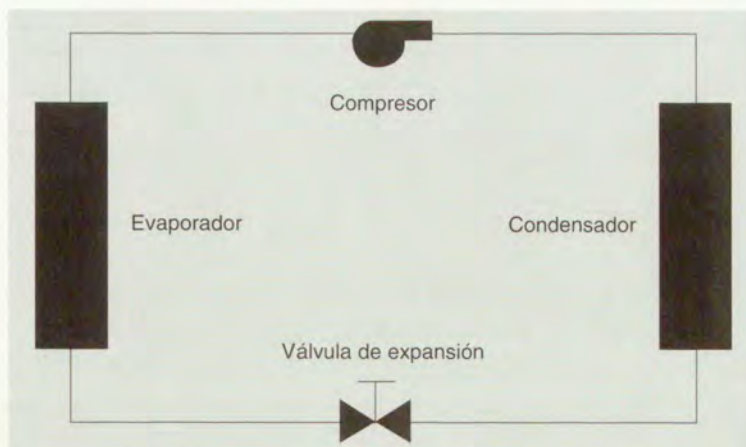 Compresor
Evaporador
Condensador
Válvula de expansión